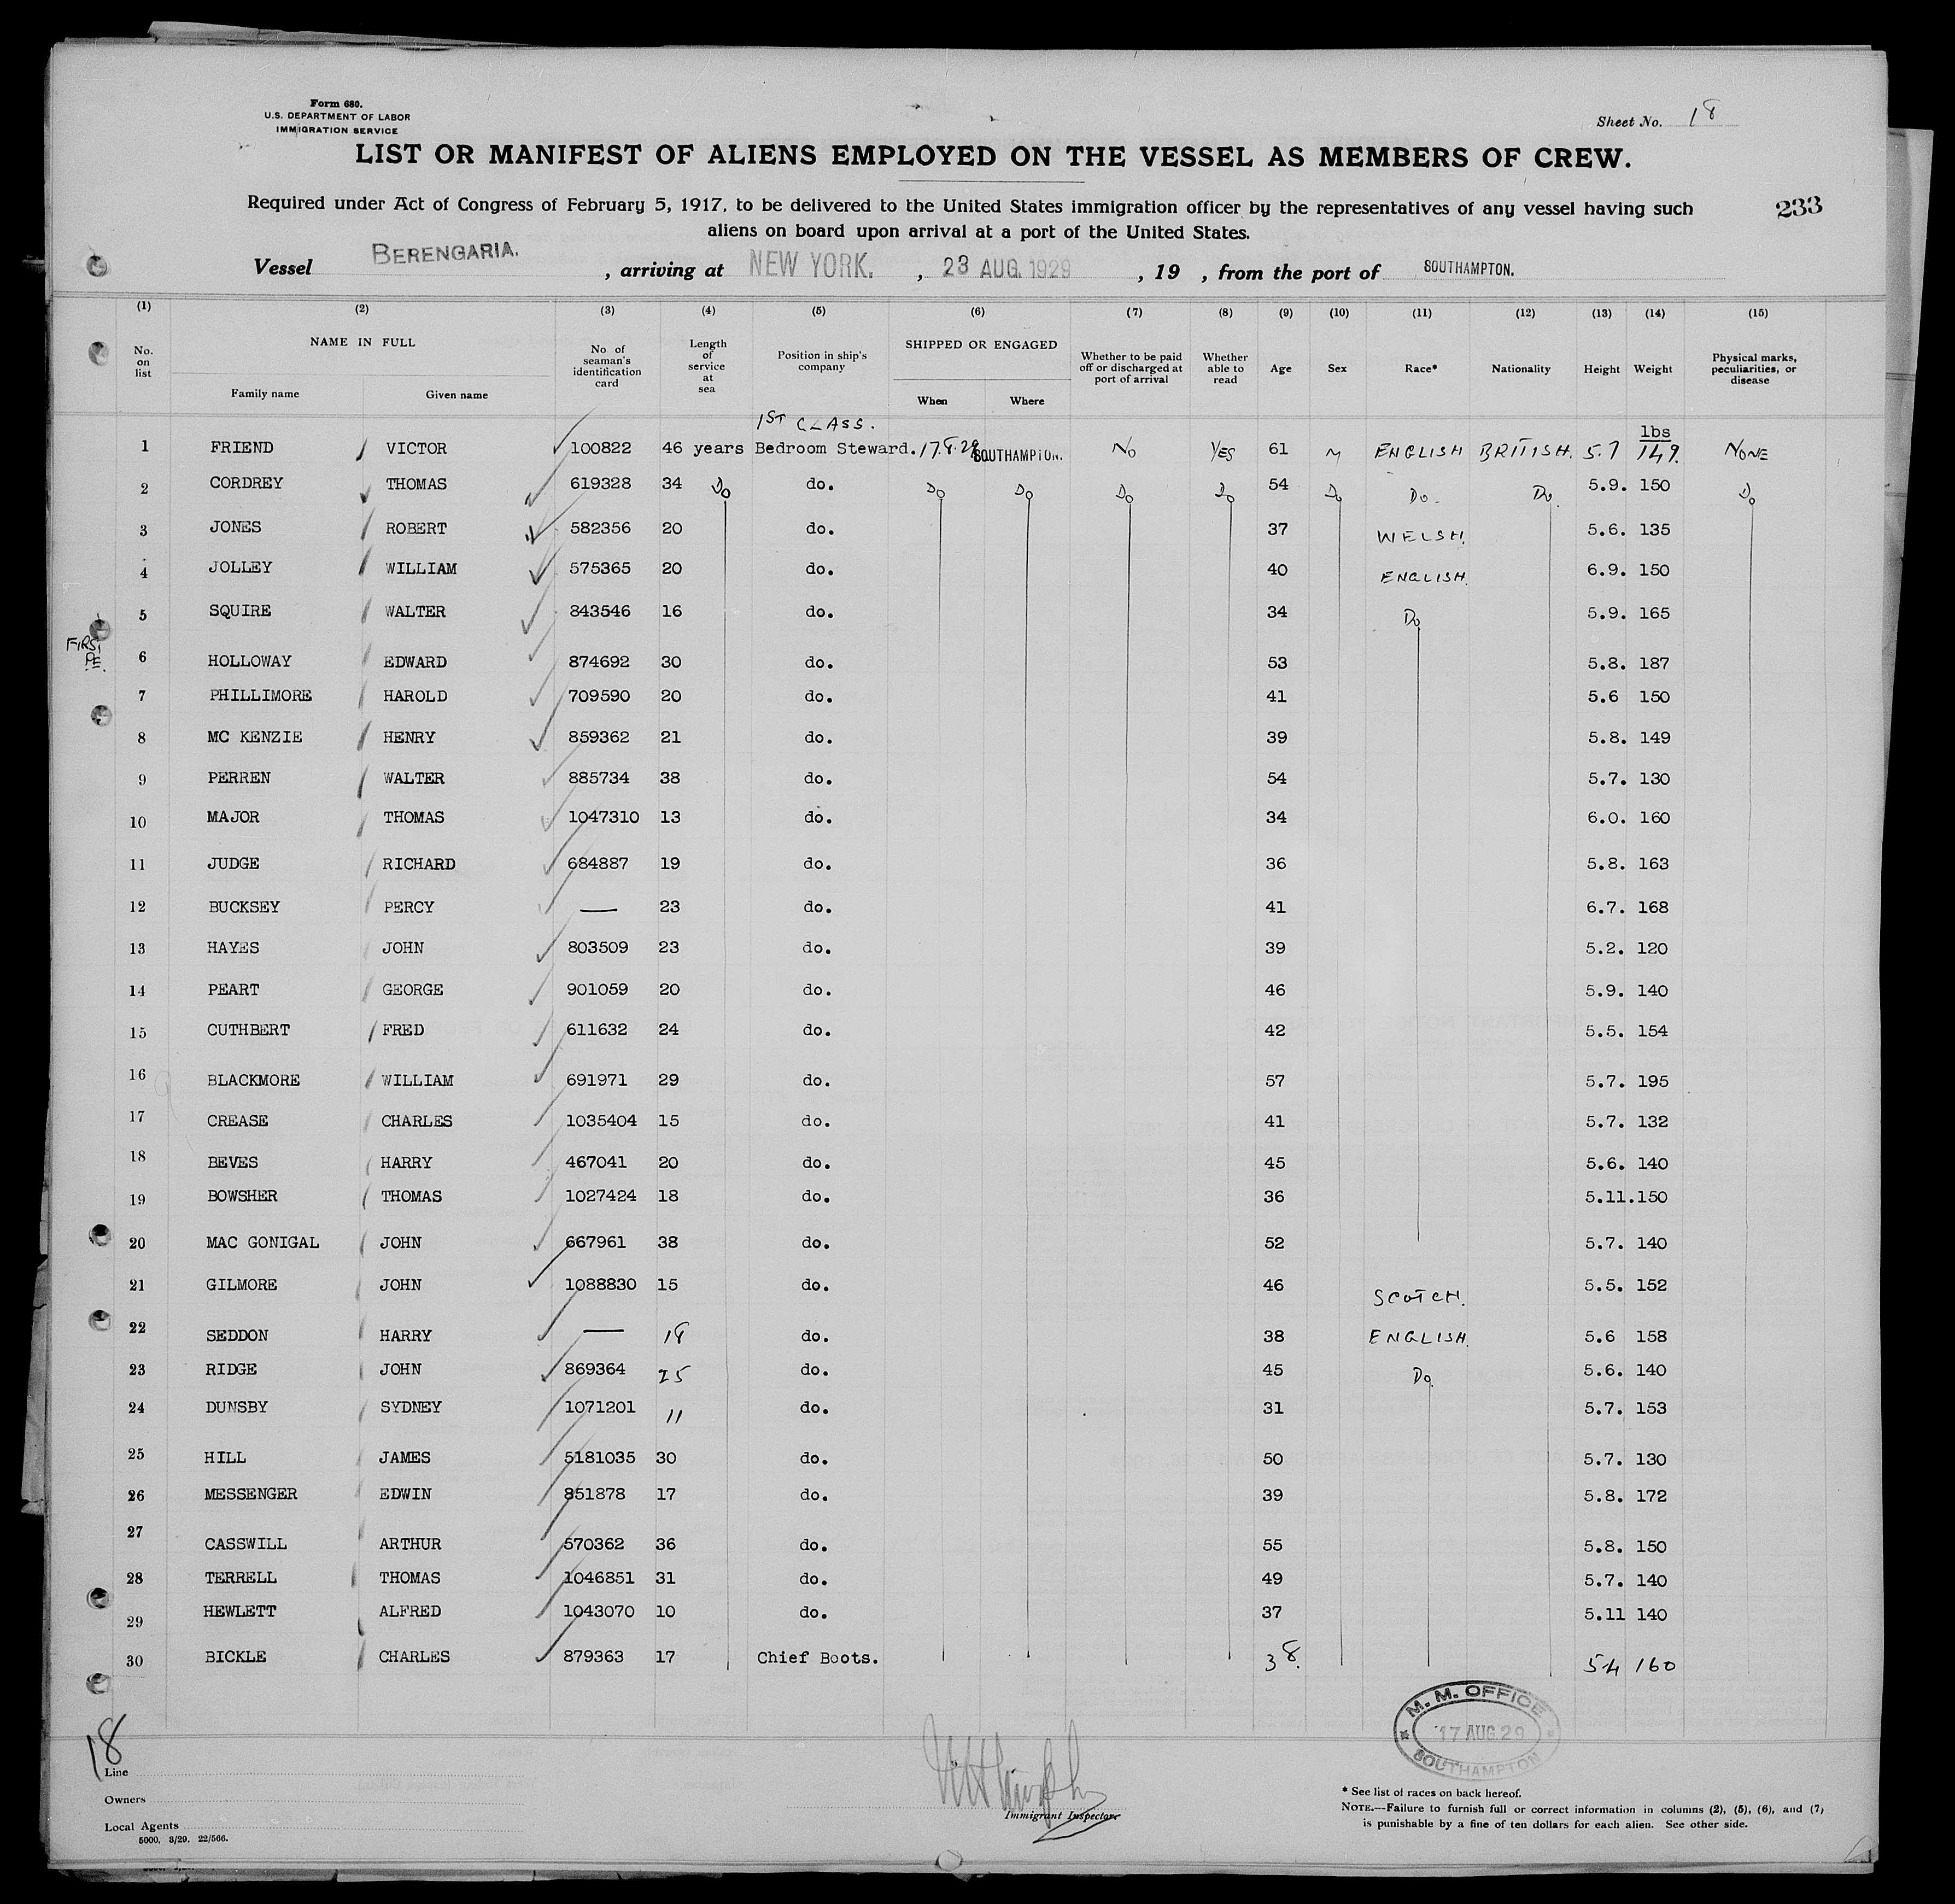 Form 680.
U.S. DEPARTMENT OF LABOR
IMMIGRATION SERVICE
Sheet No. 18
LIST OR MANIFEST OF ALIENS EMPLOYED ON THE VESSEL AS MEMBERS OF CREW.
Required under Act of Congress of February 5, 1917, to be delivered to the United States immigration officer by the representatives of any vessel having such
aliens on board upon arrival at a port of the United States.
233
Vessel BERENGARIA. , arriving at NEW YORK. , 23 AUG. 1929 , 19 , from the port of SOUTHAMPTON.
(1) (2) (3) (4) (5) (6) (7) (8) (9) (10) (11) (12) (13) (14) (15)
No. on list NAME IN FULL Family name Given name No of seaman's identification card Length of service at sea Position in ship's company SHIPPED OR ENGAGED When Where Whether to be paid off or discharged at port of arrival Whether able to read Age Sex Race* Nationality Height Weight Physical marks, peculiarities, or disease
1ST CLASS. lbs
1 FRIEND VICTOR 100822 46 years Bedroom Steward. 17.8.29 SOUTHAMPTON. No YES 61 M ENGLISH BRITISH. 5.7 149. NONE
2 CORDREY THOMAS 619328 34 Do do. Do Do Do Do 54 Do Do. Do. 5.9. 150 Do
3 JONES ROBERT 582356 20 do. 37 WELSH. 5.6. 135
4 JOLLEY WILLIAM 575365 20 do. 40 ENGLISH. 6.9. 150
5 SQUIRE WALTER 843546 16 do. 34 Do 5.9. 165
FIRST
6 HOLLOWAY EDWARD 874692 30 do. 53 5.8. 187
7 PHILLIMORE HAROLD 709590 20 do. 41 5.6 150
8 MC KENZIE HENRY 859362 21 do. 39 5.8. 149
9 PERREN WALTER 885734 38 do. 54 5.7. 130
10 MAJOR THOMAS 1047310 13 do. 34 6.0. 160
11 JUDGE RICHARD 684887 19 do. 36 5.8. 163
12 BUCKSEY PERCY — 23 do. 41 6.7. 168
13 HAYES JOHN 803509 23 do. 39 5.2. 120
14 PEART GEORGE 901059 20 do. 46 5.9. 140
15 CUTHBERT FRED 611632 24 do. 42 5.5. 154
16 BLACKMORE WILLIAM 691971 29 do. 57 5.7. 195
17 CREASE CHARLES 1035404 15 do. 41 5.7. 132
18 BEVES HARRY 467041 20 do. 45 5.6. 140
19 BOWSHER THOMAS 1027424 18 do. 36 5.11. 150
20 MAC GONIGAL JOHN 667961 38 do. 52 5.7. 140
21 GILMORE JOHN 1088830 15 do. 46 SCOTCH. 5.5. 152
22 SEDDON HARRY — 18 do. 38 ENGLISH. 5.6 158
23 RIDGE JOHN 869364 25 do. 45 Do. 5.6. 140
24 DUNSBY SYDNEY 1071201 11 do. 31 5.7. 153
25 HILL JAMES 5181035 30 do. 50 5.7. 130
26 MESSENGER EDWIN 851878 17 do. 39 5.8. 172
27 CASSWILL ARTHUR 570362 36 do. 55 5.8. 150
28 TERRELL THOMAS 1046851 31 do. 49 5.7. 140
29 HEWLETT ALFRED 1043070 10 do. 37 5.11 140
30 BICKLE CHARLES 879363 17 Chief Boots. 38. 5.4 160
M. M. OFFICE
17 AUG 29
SOUTHAMPTON
18
Line
Owners
Local Agents
5000. 3/29. 22/566.
Immigrant Inspector
* See list of races on back hereof.
NOTE.—Failure to furnish full or correct information in columns (2), (5), (6), and (7)
is punishable by a fine of ten dollars for each alien. See other side.